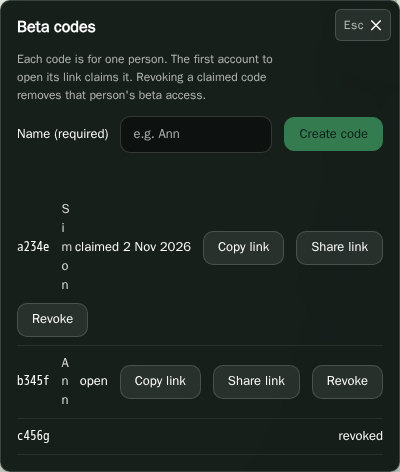 Beta codes
Esc
Each code is for one person. The first account to
open its link claims it. Revoking a claimed code
removes that person's beta access.
Name (required) e.g. Ann Create code
a234e Simon claimed 2 Nov 2026 Copy link Share link
Revoke
b345f Ann open Copy link Share link Revoke
c456g revoked